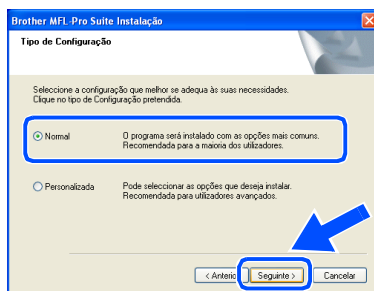 Brother MFL-Pro Suite Instalação
Tipo de Configuração
Seleccione a configuração que melhor se adequa às suas necessidades.
Clique no tipo de Configuração pretendida.
Normal
O programa será instalado com as opções mais comuns.
Recomendada para a maioria dos utilizadores.
Personalizada
Pode seleccionar as opções que deseja instalar.
Recomendada para utilizadores avançados.
< Anterio
Seguinte >
Cancelar